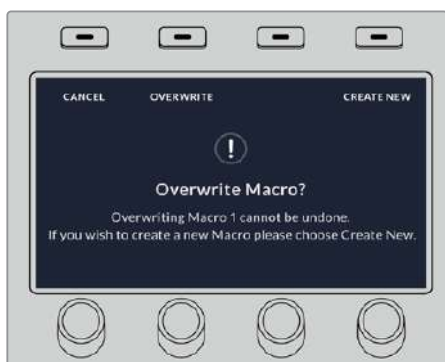 CANCEL OVERWRITE CREATE NEW
Overwrite Macro?
Overwriting Macro 1 cannot be undone.
If you wish to create a new Macro please choose Create New.